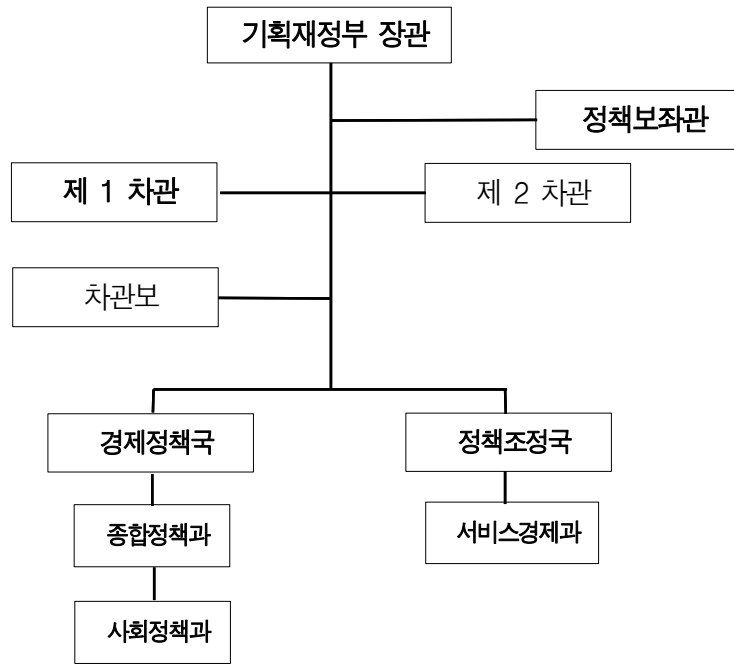 기획재정부 장관
정책보좌관
제 1 차관
제 2 차관
차관보
경제정책국
정책조정국
종합정책과
서비스경제과
사회정책과